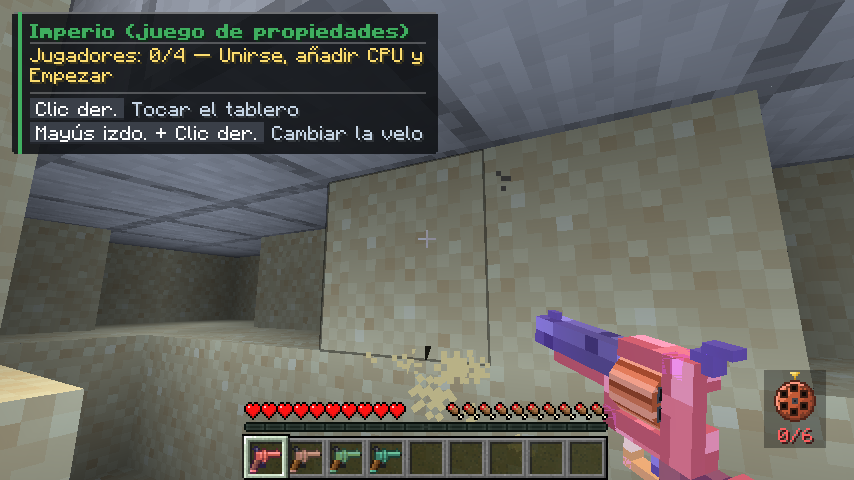 Imperio (juego de propiedades)
Jugadores: 0/4 — Unirse, añadir CPU y
Empezar
Clic der. Tocar el tablero
Mayús izdo. + Clic der. Cambiar la velo
0/6